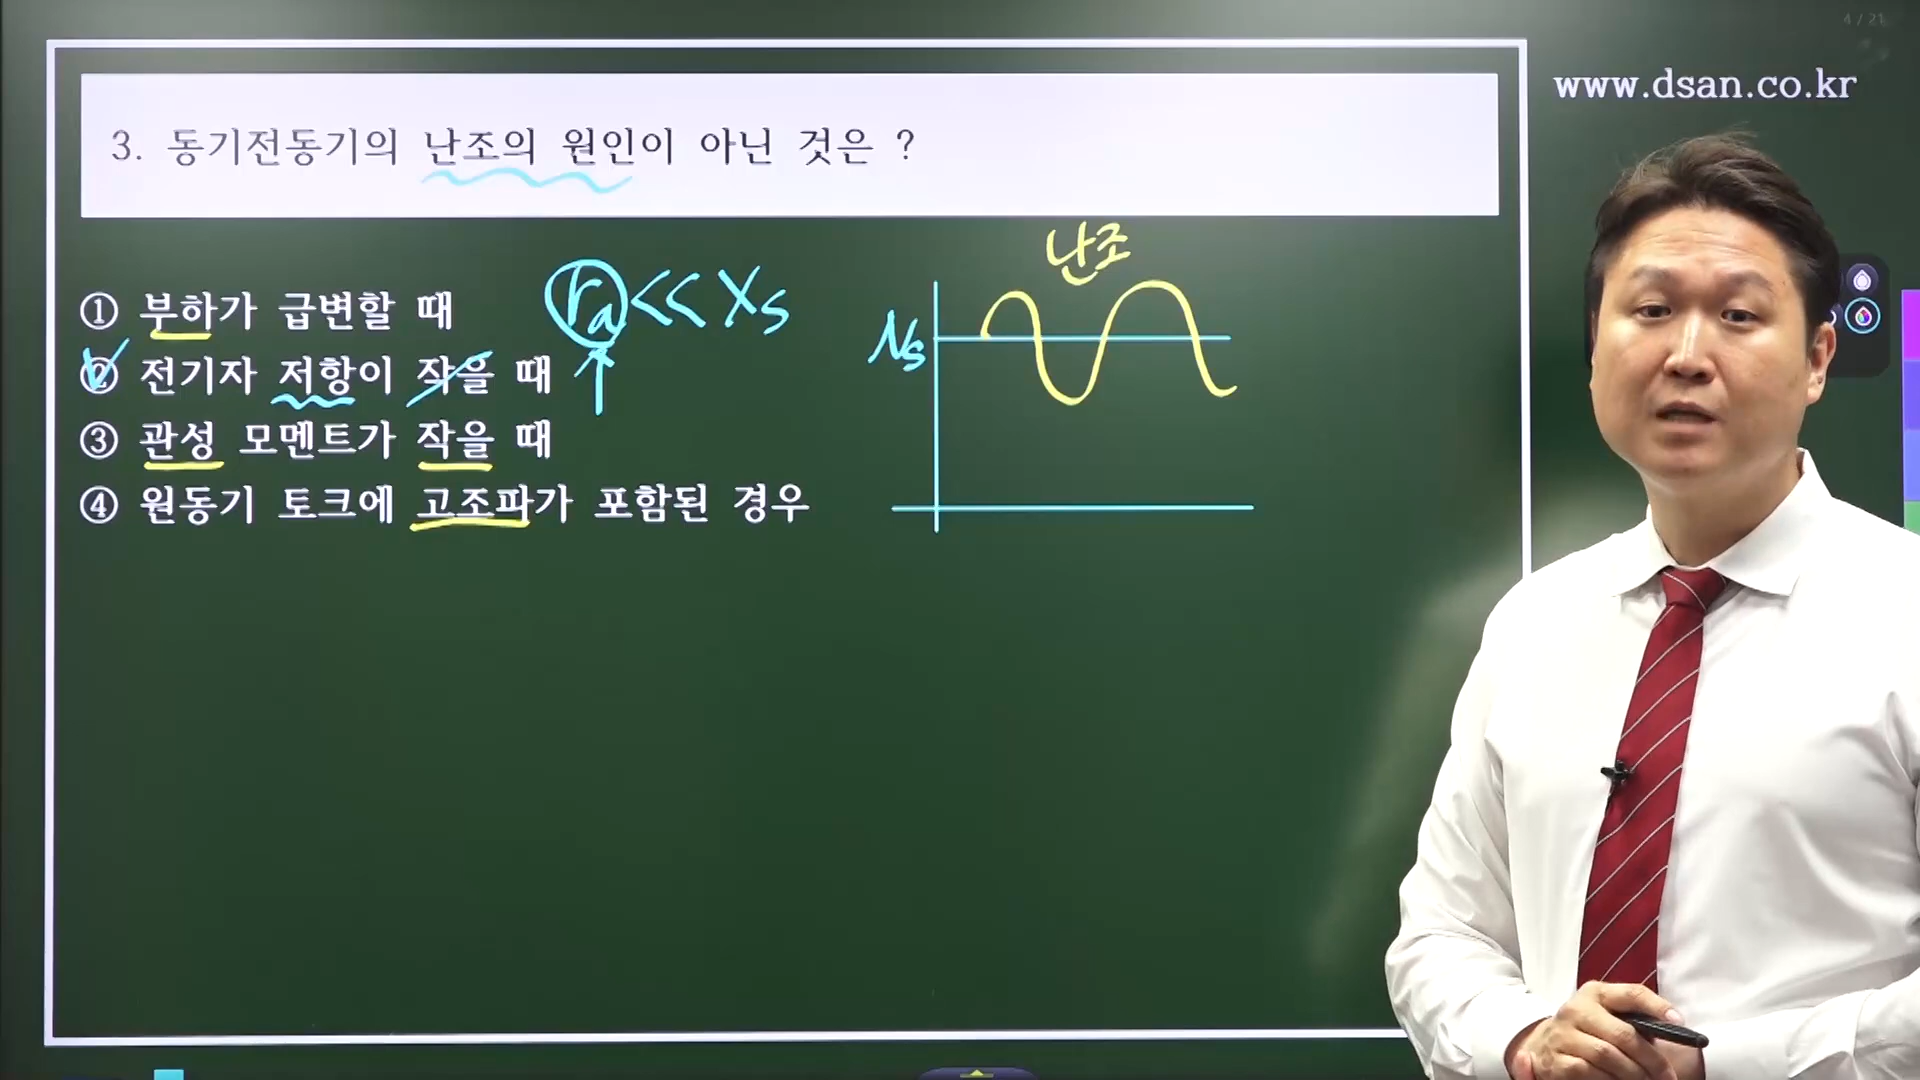 4 / 21
www.dsan.co.kr
3. 동기전동기의 난조의 원인이 아닌 것은 ?
난조
① 부하가 급변할 때
ra << Xs
Ns
② 전기자 저항이 작을 때
③ 관성 모멘트가 작을 때
④ 원동기 토크에 고조파가 포함된 경우